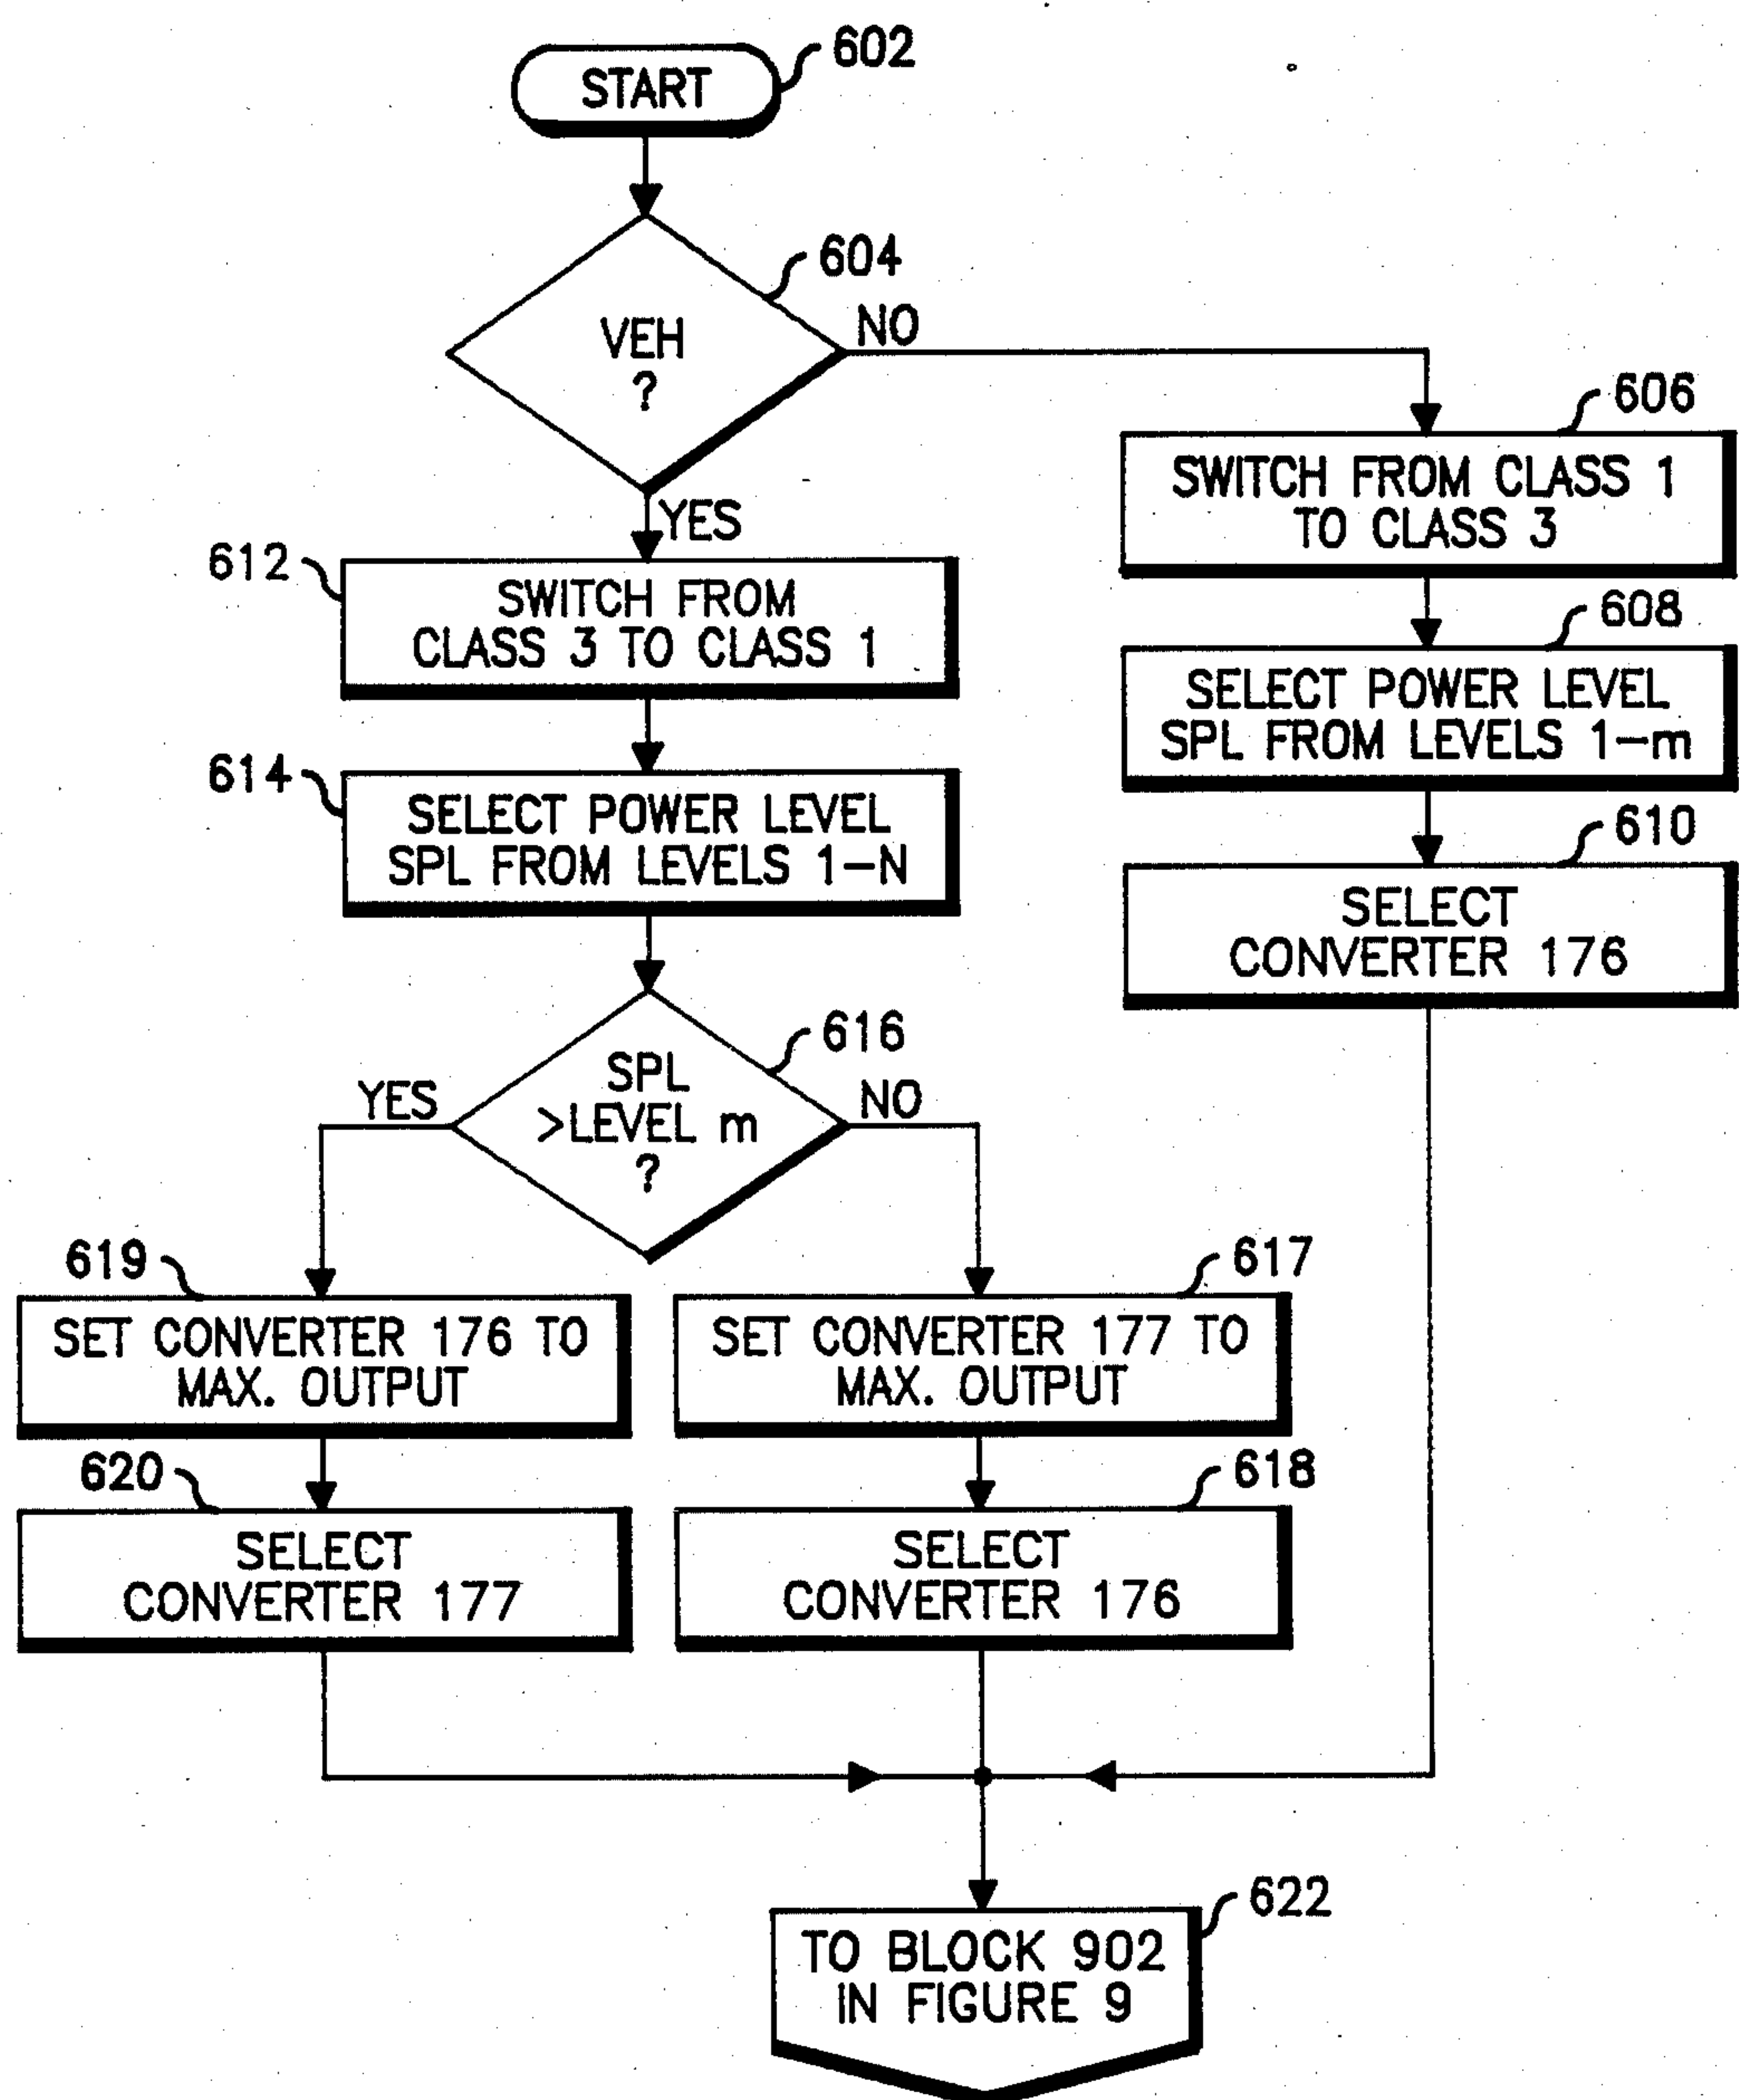 602
START
604
VEH
?
NO
YES
606
SWITCH FROM CLASS 1
TO CLASS 3
612
SWITCH FROM
CLASS 3 TO CLASS 1
608
SELECT POWER LEVEL
SPL FROM LEVELS 1-m
614
SELECT POWER LEVEL
SPL FROM LEVELS 1-N
610
SELECT
CONVERTER 176
616
SPL
>LEVEL m
?
YES
NO
619
SET CONVERTER 176 TO
MAX. OUTPUT
617
SET CONVERTER 177 TO
MAX. OUTPUT
620
SELECT
CONVERTER 177
618
SELECT
CONVERTER 176
622
TO BLOCK 902
IN FIGURE 9